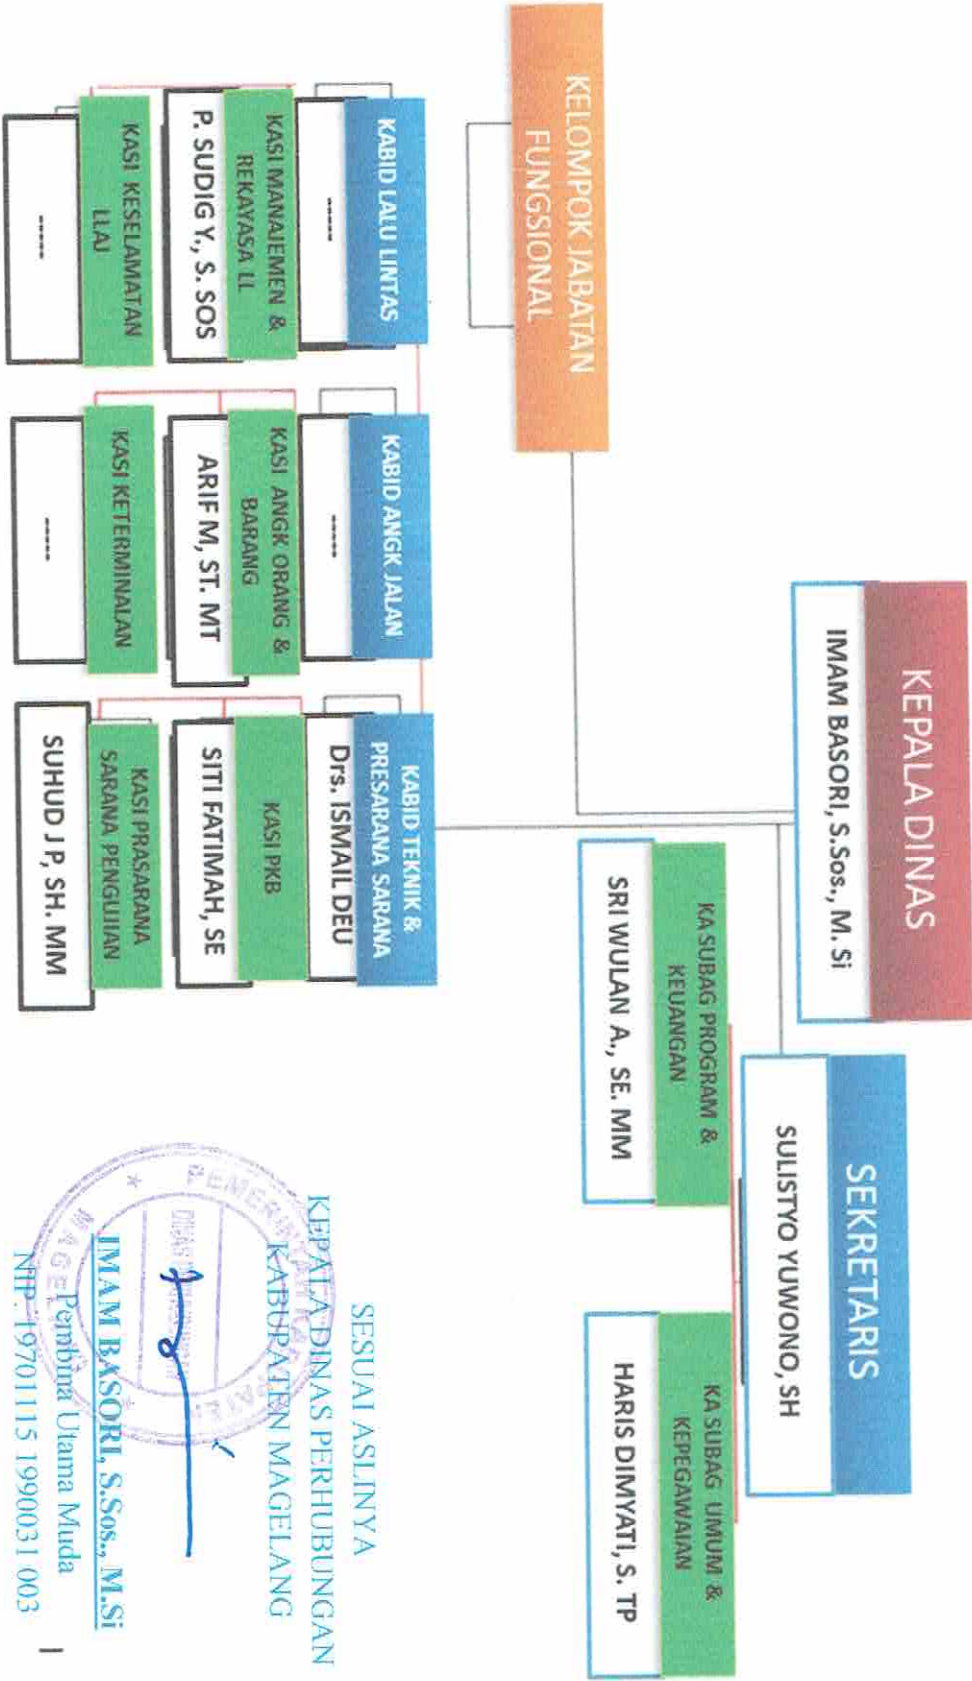 KEPALA DINAS
IMAM BASORI, S.Sos., M. Si
SEKRETARIS
SULISTYO YUWONO, SH
KA SUBAG PROGRAM &
KEUANGAN
SRI WULAN A., SE. MM
KA SUBAG UMUM &
KEPEGAWAIAN
HARIS DIMYATI, S. TP
KELOMPOK JABATAN
FUNGSIONAL
KABID LALU LINTAS
-----
KASI MANAJEMEN &
REKAYASA LL
P. SUDIG Y., S. SOS
KASI KESELAMATAN
LLAJ
-----
KABID ANGK JALAN
-----
KASI ANGK ORANG &
BARANG
ARIF M, ST. MT
KASI KETERMINALAN
-----
KABID TEKNIK &
PRESARANA SARANA
Drs. ISMAIL DEU
KASI PKB
SITI FATIMAH, SE
KASI PRASARANA
SARANA PENGUJIAN
SUHUD J P, SH. MM
SESUAI ASLINYA
KEPALA DINAS PERHUBUNGAN
KABUPATEN MAGELANG
IMAM BASORI, S.Sos., M.Si
Pembina Utama Muda
NIP. 19701115 1990031 003